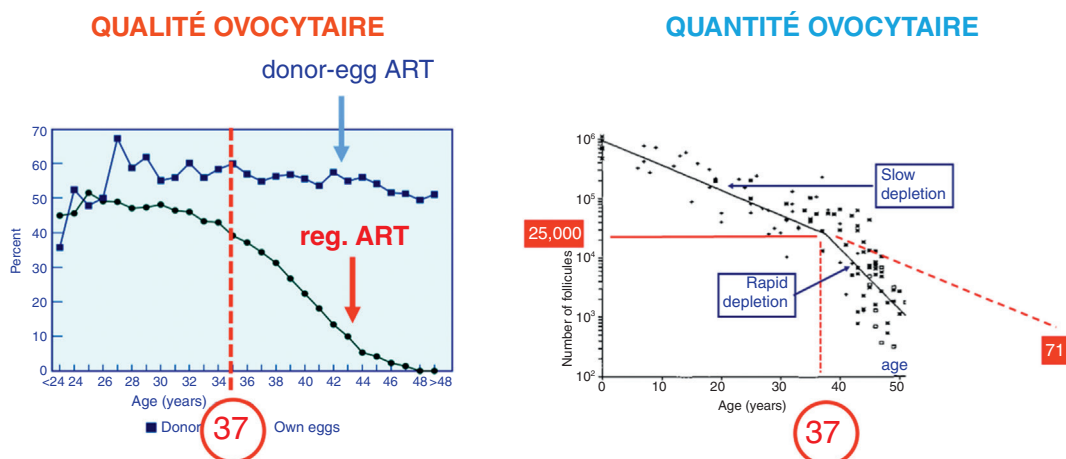 QUALITÉ OVOCYTAIRE
donor-egg ART
70
60
50
40
30
20
10
0
Percent
reg. ART
<24 24 26 28 30 32 34 36 38 40 42 44 46 48 >48
Age (years)
Donor
37
Own eggs
QUANTITÉ OVOCYTAIRE
10⁶
10⁵
10⁴
10³
10²
Number of follicules
25,000
Slow
depletion
Rapid
depletion
71
age
0 10 20 30 40 50
Age (years)
37